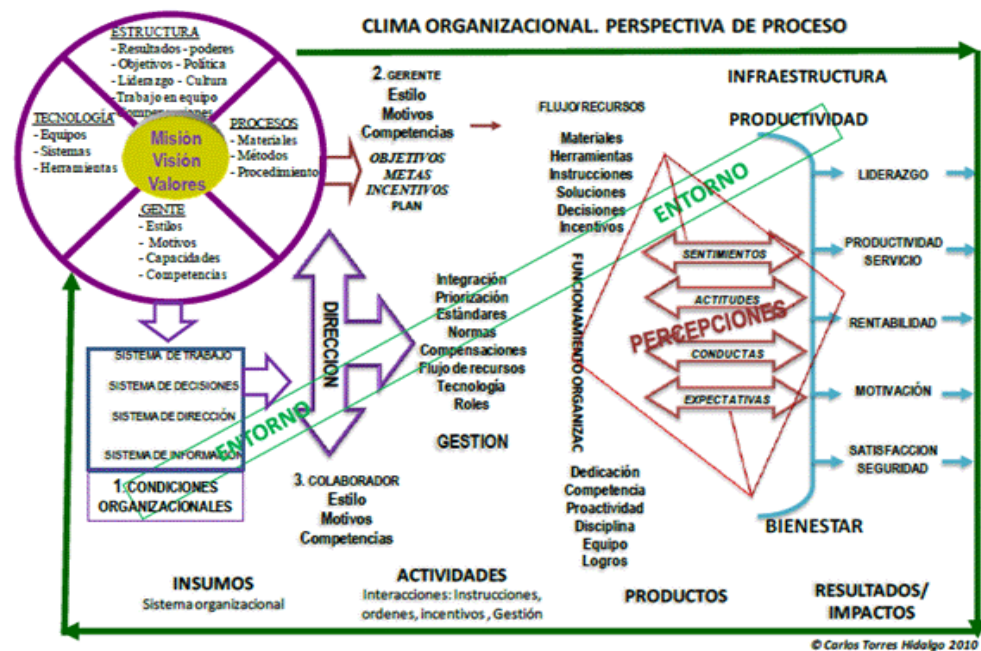 CLIMA ORGANIZACIONAL. PERSPECTIVA DE PROCESO
ESTRUCTURA
- Resultados - poderes
- Objetivos - Política
- Liderazgo - Cultura
- Trabajo en equipo
- Compensaciones
TECNOLOGÍA
- Equipos
- Sistemas
- Herramientas
Misión
Visión
Valores
PROCESOS
- Materiales
- Métodos
- Procedimiento
GENTE
- Estilos
- Motivos
- Capacidades
- Competencias
SISTEMA DE TRABAJO
SISTEMA DE DECISIONES
SISTEMA DE DIRECCIÓN
SISTEMA DE INFORMACIÓN
1.CONDICIONES
ORGANIZACIONALES
2. GERENTE
Estilo
Motivos
Competencias
OBJETIVOS
METAS
INCENTIVOS
PLAN
DIRECCION
3. COLABORADOR
Estilo
Motivos
Competencias
Integración
Priorización
Estándares
Normas
Compensaciones
Flujo de recursos
Tecnología
Roles
GESTION
ENTORNO
ENTORNO
FLUJO/ RECURSOS
Materiales
Herramientas
Instrucciones
Soluciones
Decisiones
Incentivos
FUNCIONAMIENTO ORGANIZAC
Dedicación
Competencia
Proactividad
Disciplina
Equipo
Logros
INFRAESTRUCTURA
PRODUCTIVIDAD
SENTIMIENTOS
ACTITUDES
PERCEPCIONES
CONDUCTAS
EXPECTATIVAS
BIENESTAR
LIDERAZGO
PRODUCTIVIDAD
SERVICIO
RENTABILIDAD
MOTIVACIÓN
SATISFACCION
SEGURIDAD
INSUMOS
Sistema organizacional
ACTIVIDADES
Interacciones: Instrucciones,
ordenes, incentivos , Gestión
PRODUCTOS
RESULTADOS/
IMPACTOS
© Carlos Torres Hidalgo 2010